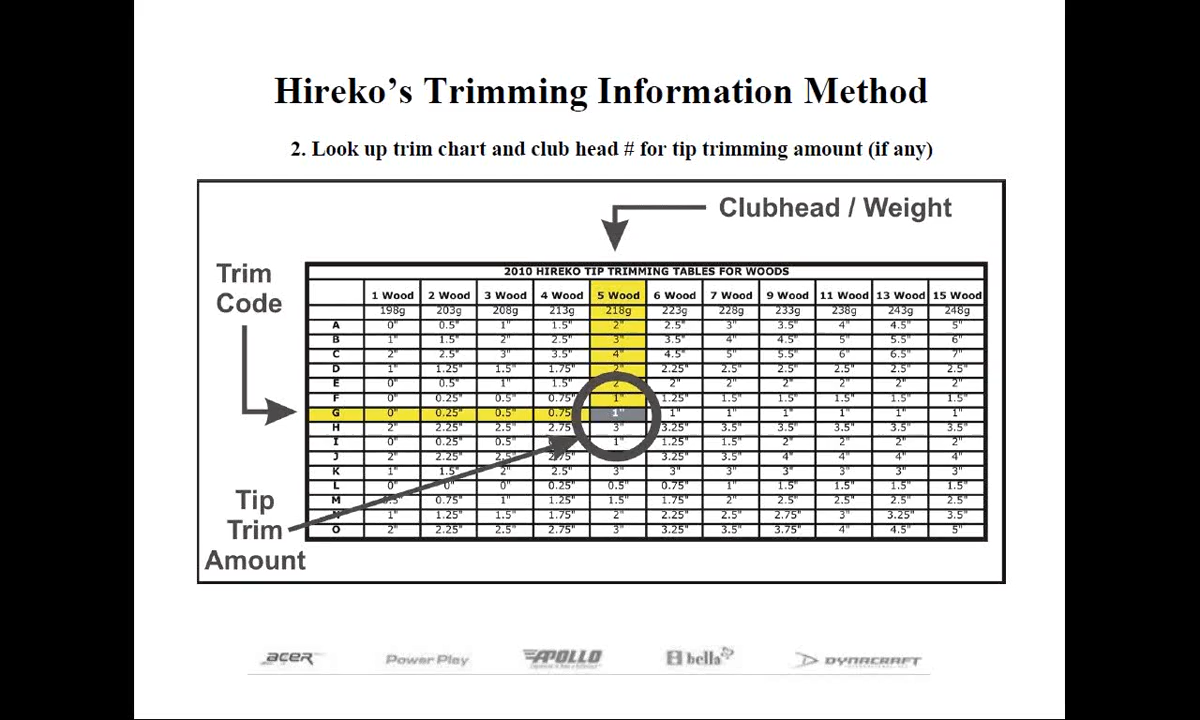 Hireko's Trimming Information Method
2. Look up trim chart and club head # for tip trimming amount (if any)
Clubhead / Weight
Trim
Code
2010 HIREKO TIP TRIMMING TABLES FOR WOODS
1 Wood 2 Wood 3 Wood 4 Wood 5 Wood 6 Wood 7 Wood 9 Wood 11 Wood 13 Wood 15 Wood
198g 203g 208g 213g 218g 223g 228g 233g 238g 243g 248g
A 0" 0.5" 1" 1.5" 2" 2.5" 3" 3.5" 4" 4.5" 5"
B 1" 1.5" 2" 2.5" 3" 3.5" 4" 4.5" 5" 5.5" 6"
C 2" 2.5" 3" 3.5" 4" 4.5" 5" 5.5" 6" 6.5" 7"
D 1" 1.25" 1.5" 1.75" 2" 2.25" 2.5" 2.5" 2.5" 2.5" 2.5"
E 0" 0.5" 1" 1.5" 2" 2" 2" 2" 2" 2" 2"
F 0" 0.25" 0.5" 0.75" 1" 1.25" 1.5" 1.5" 1.5" 1.5" 1.5"
G 0" 0.25" 0.5" 0.75" 1" 1" 1" 1" 1" 1" 1"
H 2" 2.25" 2.5" 2.75" 3" 3.25" 3.5" 3.5" 3.5" 3.5" 3.5"
I 0" 0.25" 0.5" 1" 1.25" 1.5" 2" 2" 2" 2"
J 2" 2.25" 2.5" 2.75" 3.25" 3.5" 4" 4" 4" 4"
K 1" 1.5" 2" 2.5" 3" 3" 3" 3" 3" 3" 3"
L 0" 0" 0" 0.25" 0.5" 0.75" 1" 1.5" 1.5" 1.5" 1.5"
M 0.5" 0.75" 1" 1.25" 1.5" 1.75" 2" 2.5" 2.5" 2.5" 2.5"
N 1" 1.25" 1.5" 1.75" 2" 2.25" 2.5" 2.75" 3" 3.25" 3.5"
O 2" 2.25" 2.5" 2.75" 3" 3.25" 3.5" 3.75" 4" 4.5" 5"
Tip
Trim
Amount
acer Power Play APOLLO bella DYNACRAFT